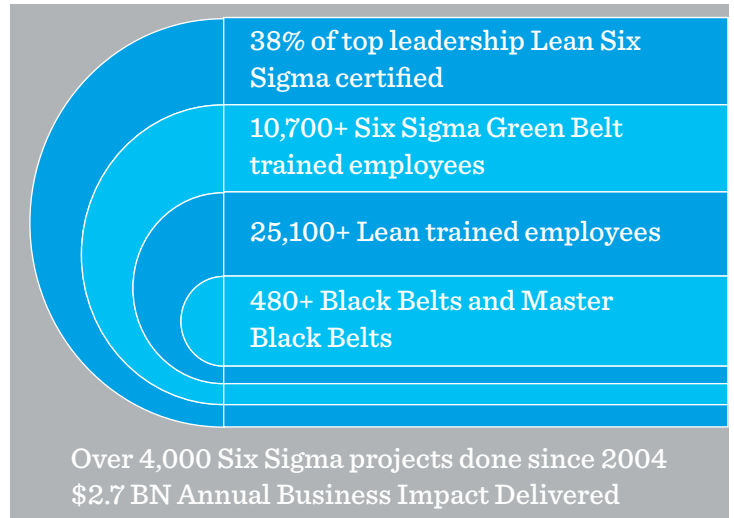 38% of top leadership Lean Six
Sigma certified
10,700+ Six Sigma Green Belt
trained employees
25,100+ Lean trained employees
480+ Black Belts and Master
Black Belts
Over 4,000 Six Sigma projects done since 2004
$2.7 BN Annual Business Impact Delivered